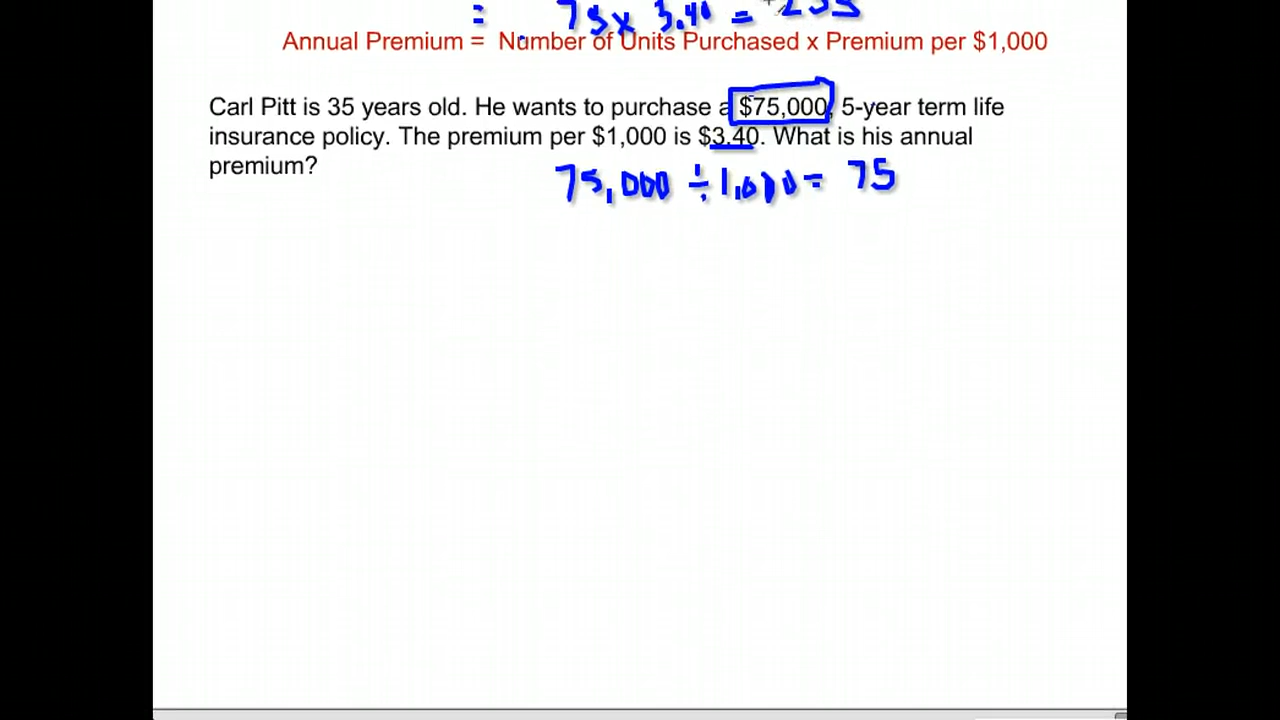 = 75 x 3.40 = 255
Annual Premium = Number of Units Purchased x Premium per $1,000
Carl Pitt is 35 years old. He wants to purchase a $75,000, 5-year term life
insurance policy. The premium per $1,000 is $3.40. What is his annual
premium?
75,000 ÷ 1,000 = 75